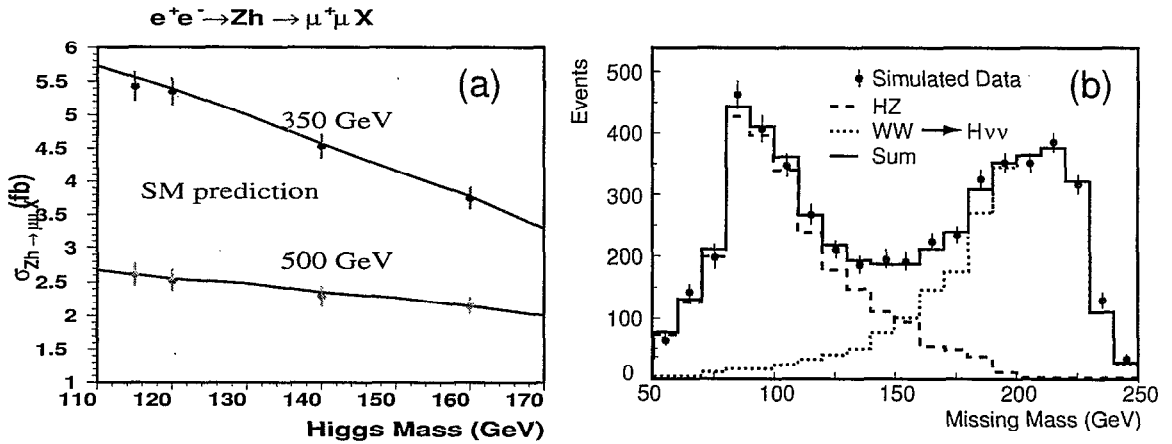 e⁺e⁻→Zh → μ⁺μ X
(a)
6
5.5
5
4.5
4
3.5
3
2.5
2
1.5
1
σZh→μμX (fb)
350 GeV
SM prediction
500 GeV
110 120 130 140 150 160 170
Higgs Mass (GeV)
(b)
Events
500
400
300
200
100
0
Simulated Data
HZ
WW → Hνν
Sum
50 100 150 200 250
Missing Mass (GeV)